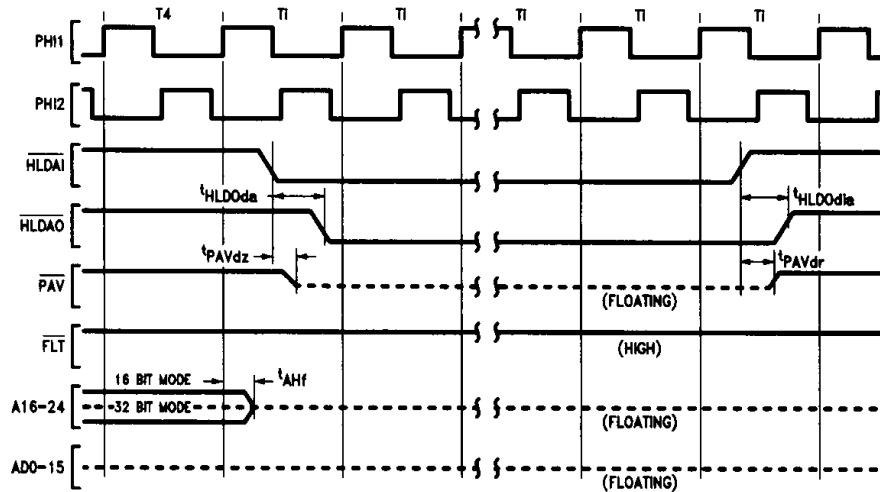 T4 Ti Ti Ti Ti Ti
PHI1
PHI2
HLDAI
tHLDOda
tHLDOdia
HLDAO
tPAVdz
tPAVdr
PAV
(FLOATING)
FLT
(HIGH)
16 BIT MODE
tAHf
A16-24
32 BIT MODE
(FLOATING)
AD0-15
(FLOATING)